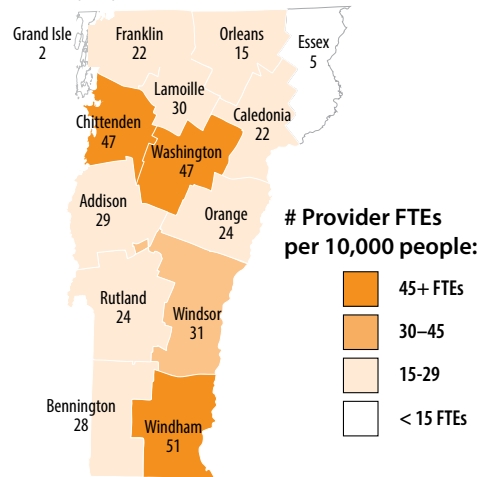 Grand Isle
2
Franklin
22
Orleans
15
Essex
5
Lamoille
30
Caledonia
22
Chittenden
47
Washington
47
Addison
29
Orange
24
# Provider FTEs
per 10,000 people:
45+ FTEs
30–45
15-29
< 15 FTEs
Rutland
24
Windsor
31
Bennington
28
Windham
51